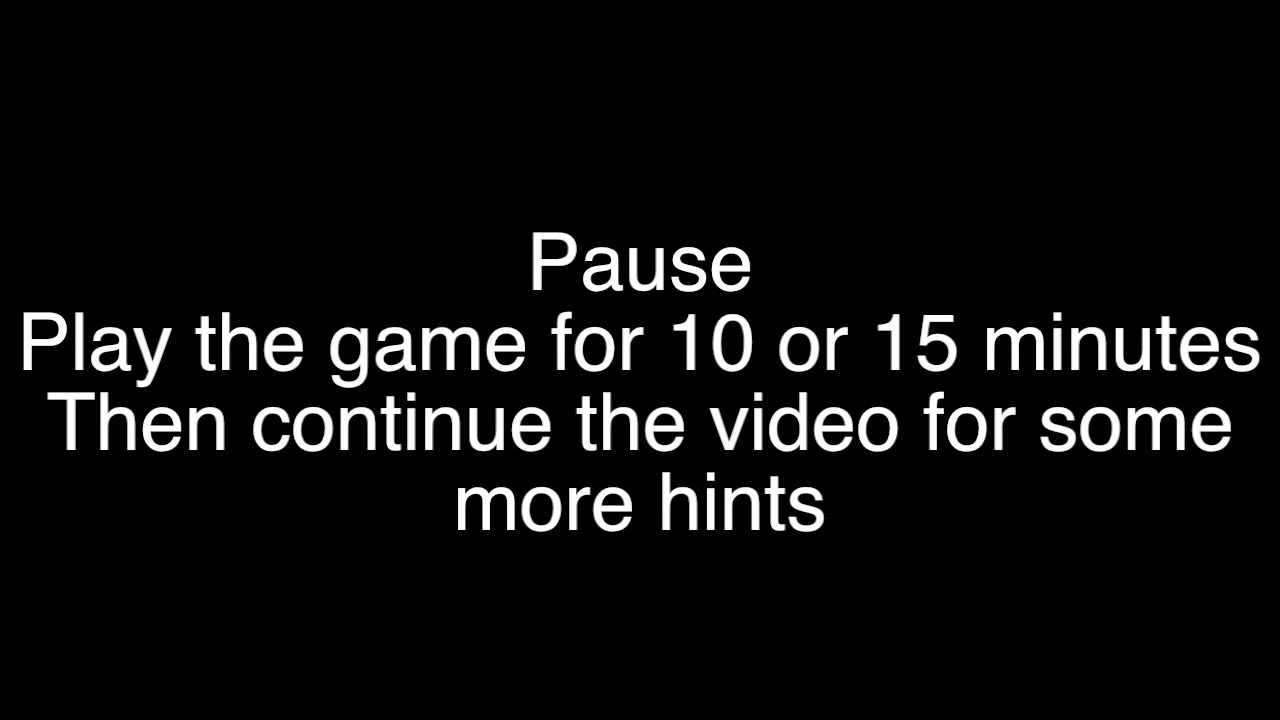 Pause
Play the game for 10 or 15 minutes
Then continue the video for some
more hints